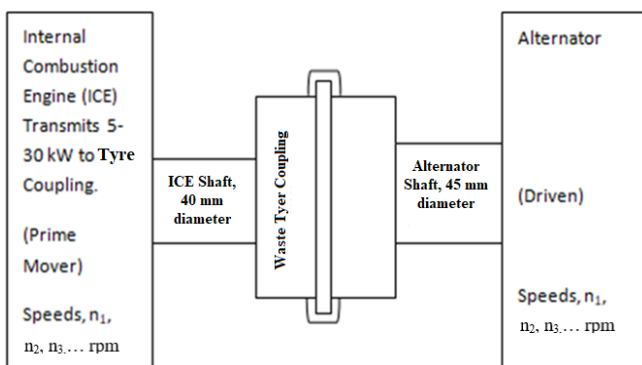 Internal
Combustion
Engine (ICE)
Transmits 5-
30 kW to Tyre
Coupling.
(Prime
Mover)
Speeds, n₁,
n₂, n₃.… rpm
ICE Shaft,
40 mm
diameter
Waste Tyer Coupling
Alternator
Shaft, 45 mm
diameter
Alternator
(Driven)
Speeds, n₁,
n₂, n₃.… rpm